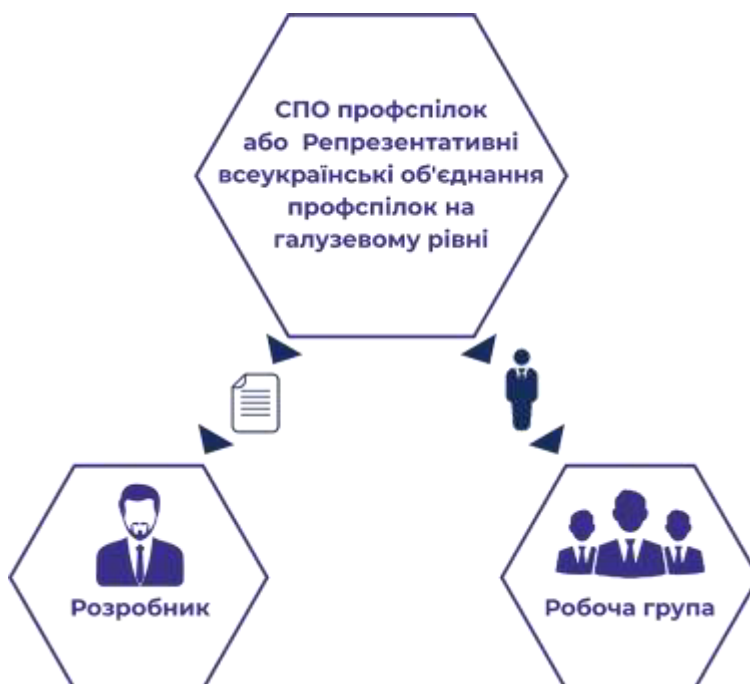 СПО профспілок
або Репрезентативні
всеукраїнські об'єднання
профспілок на
галузевому рівні
Розробник
Робоча група